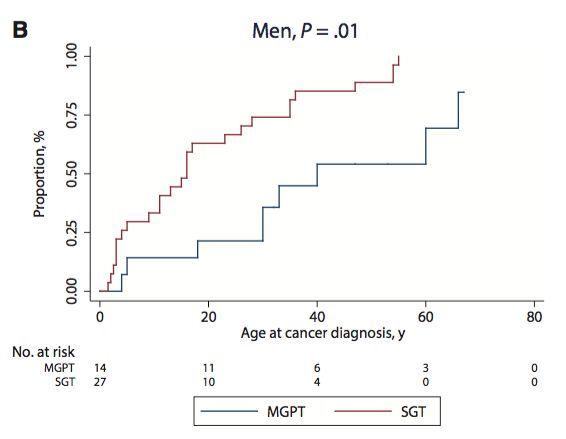 B
Men, P = .01
Proportion, %
1.00
0.75
0.50
0.25
0.00
0 20 40 60 80
Age at cancer diagnosis, y
No. at risk
MGPT 14 11 6 3 0
SGT 27 10 4 0 0
MGPT SGT